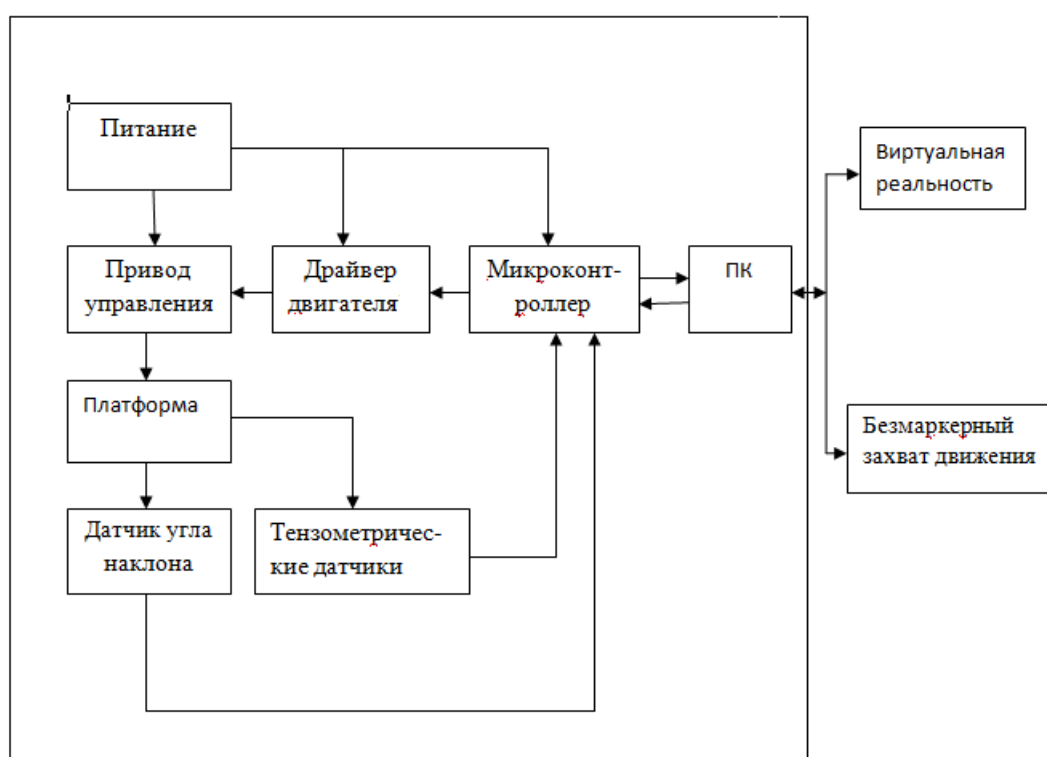 Питание
Виртуальная
реальность
Привод
управления
Драйвер
двигателя
Микроконт-
роллер
ПК
Платформа
Безмаркерный
захват движения
Датчик угла
наклона
Тензометричес-
кие датчики